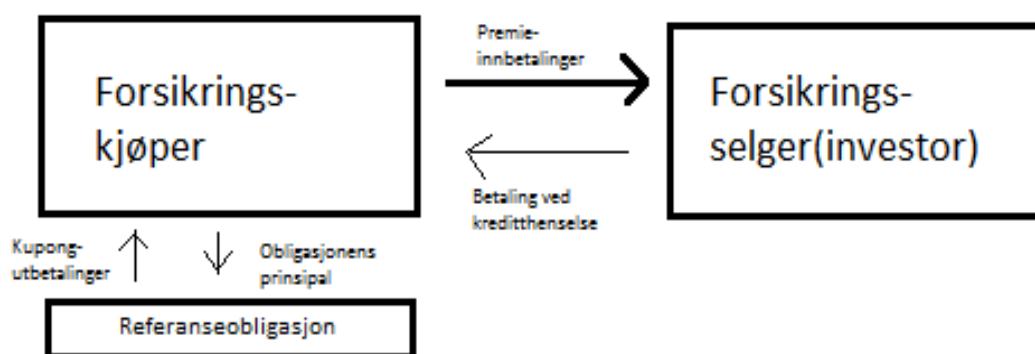 Premie-
innbetalinger
Forsikrings-
kjøper
Forsikrings-
selger(investor)
Betaling ved
kreditthenselse
Kupong-
utbetalinger
Obligasjonens
prinsipal
Referanseobligasjon